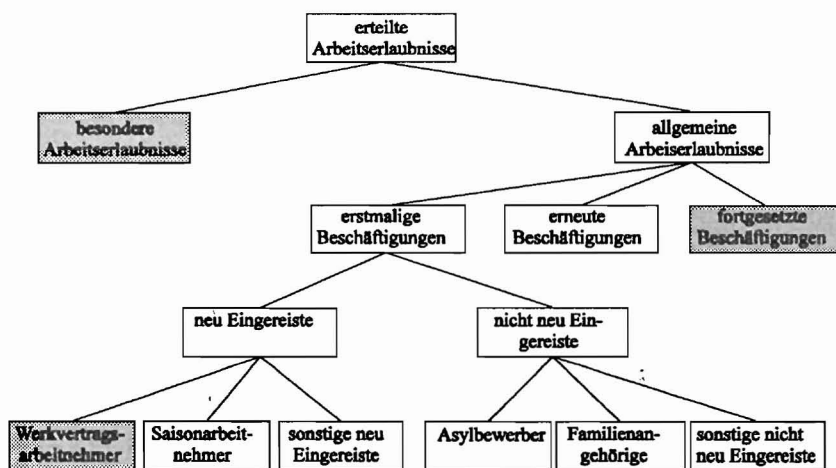 erteilte
Arbeitserlaubnisse
besondere
Arbeitserlaubnisse
allgemeine
Arbeiserlaubnisse
erstmalige
Beschäftigungen
erneute
Beschäftigungen
fortgesetzte
Beschäftigungen
neu Eingereiste
nicht neu Ein-
gereiste
Werkvertrags-
arbeitnehmer
Saisonarbeit-
nehmer
sonstige neu
Eingereiste
Asylbewerber
Familienan-
gehörige
sonstige nicht
neu Eingereiste